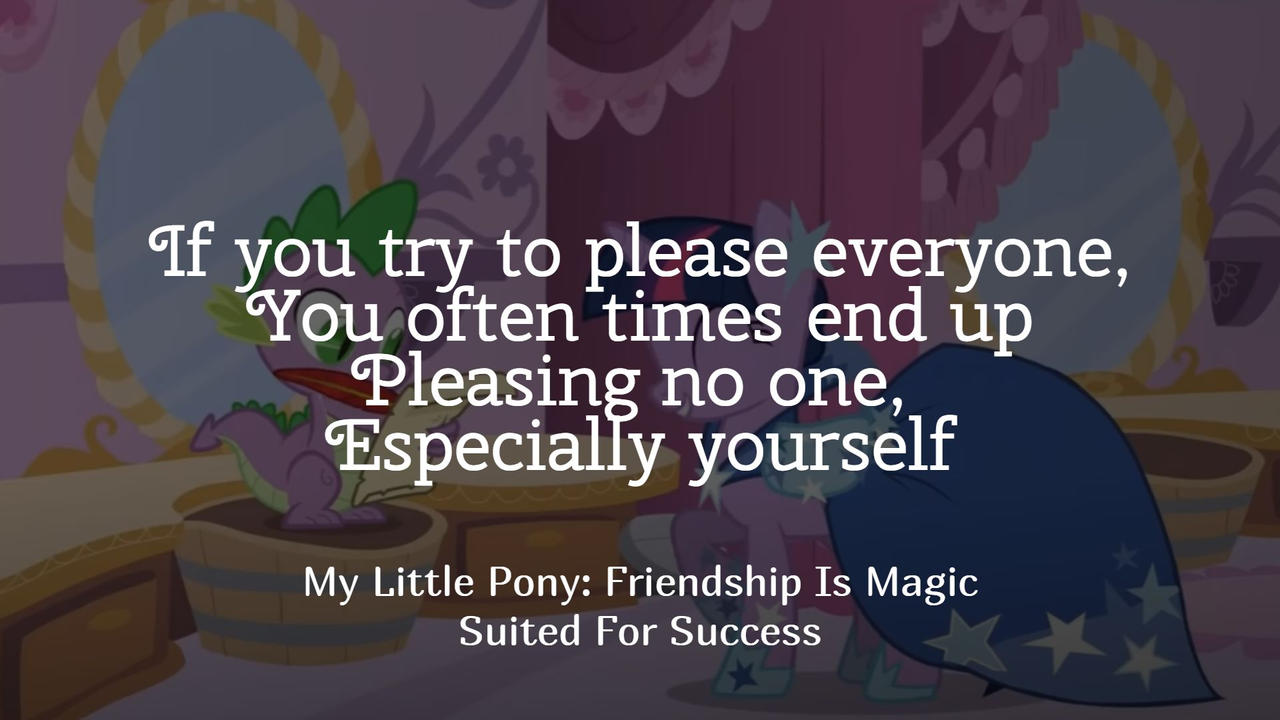 If you try to please everyone,
You often times end up
Pleasing no one,
Especially yourself
My Little Pony: Friendship Is Magic
Suited For Success